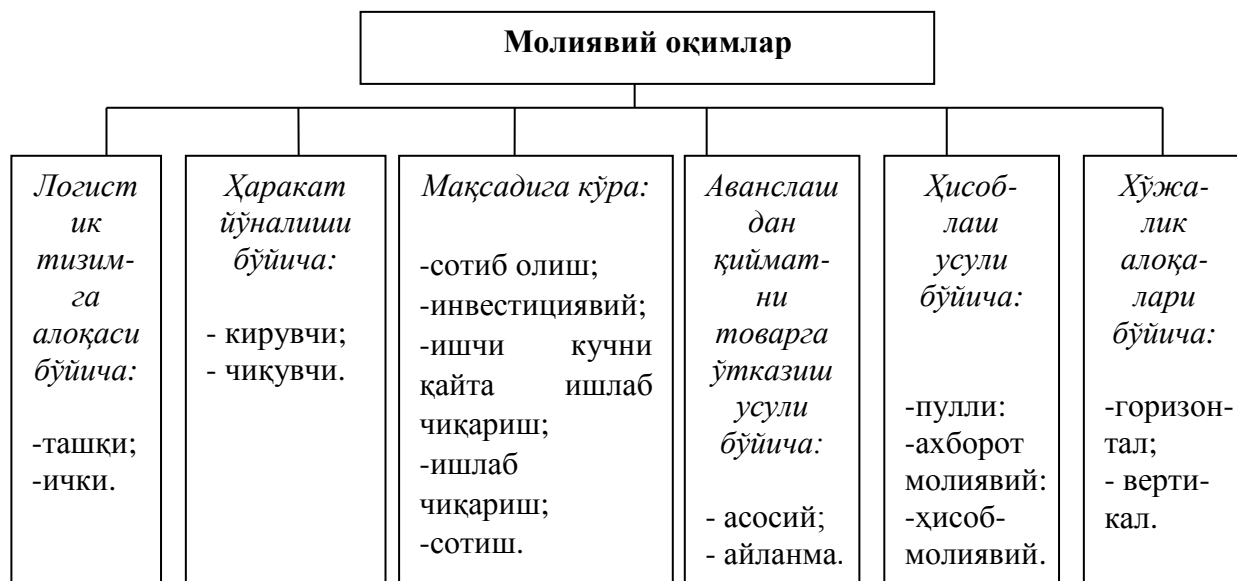 Молиявий оқимлар
Логист
ик
тизим-
га
алоқаси
бўйича:
-ташқи;
-ички.
Ҳаракат
йўналиши
бўйича:
- кирувчи;
- чиқувчи.
Мақсадига кўра:
-сотиб олиш;
-инвестициявий;
-ишчи кучни
қайта ишлаб
чиқариш;
-ишлаб
чиқариш;
-сотиш.
Аванслаш
дан
қиймат-
ни
товарга
ўтказиш
усули
бўйича:
- асосий;
- айланма.
Ҳисоб-
лаш
усули
бўйича:
-пулли:
-ахборот
молиявий:
-ҳисоб-
молиявий.
Хўжа-
лик
алоқа-
лари
бўйича:
-горизон-
тал;
- верти-
кал.